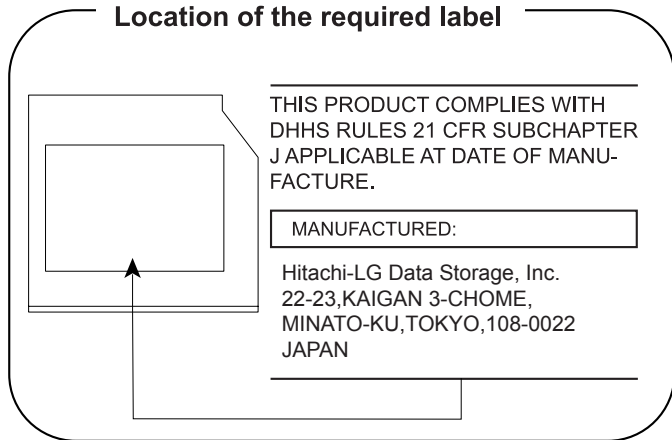 Location of the required label
THIS PRODUCT COMPLIES WITH
DHHS RULES 21 CFR SUBCHAPTER
J APPLICABLE AT DATE OF MANU-
FACTURE.
MANUFACTURED:
Hitachi-LG Data Storage, Inc.
22-23,KAIGAN 3-CHOME,
MINATO-KU,TOKYO,108-0022
JAPAN